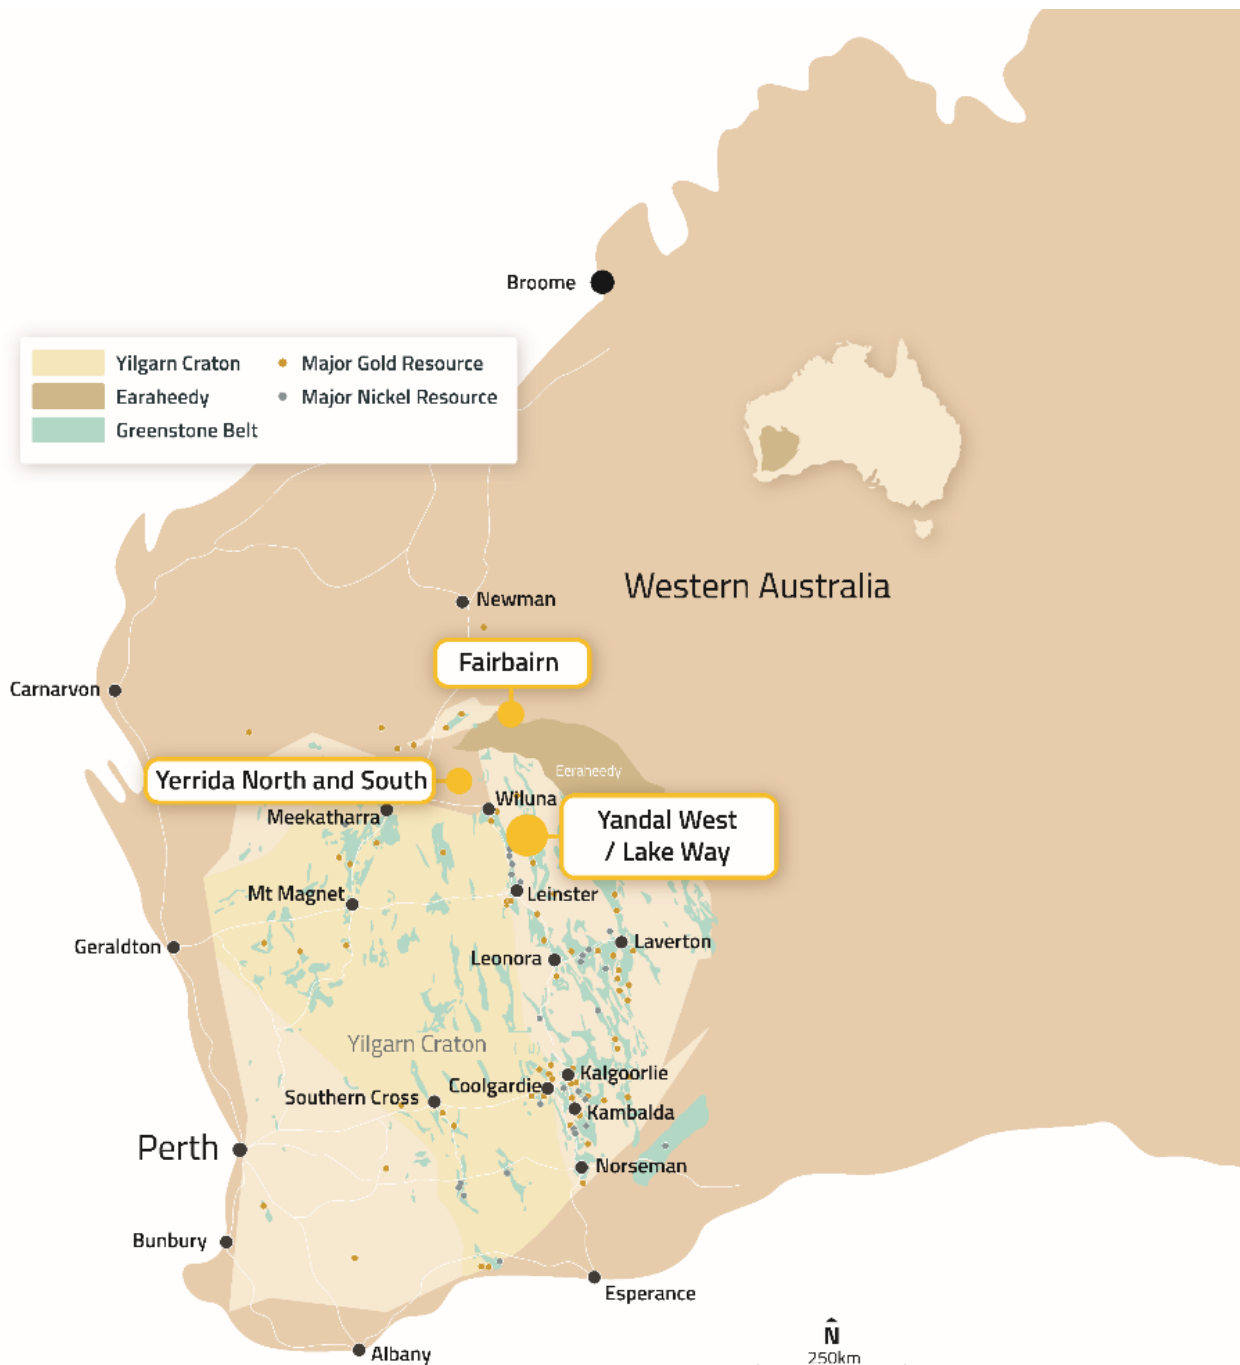 Broome
Yilgarn Craton
Major Gold Resource
Earaheedy
Major Nickel Resource
Greenstone Belt
Western Australia
Newman
Fairbairn
Carnarvon
Eeraheedy
Yerrida North and South
Wiluna
Meekatharra
Yandal West
/ Lake Way
Mt Magnet
Leinster
Geraldton
Laverton
Leonora
Yilgarn Craton
Kalgoorlie
Coolgardie
Southern Cross
Kambalda
Perth
Norseman
Bunbury
Esperance
N
Albany
250km